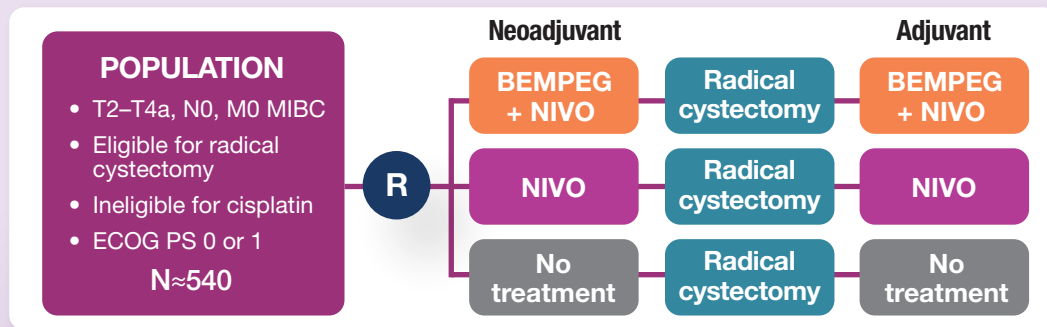 Neoadjuvant
Adjuvant
POPULATION
• T2–T4a, N0, M0 MIBC
• Eligible for radical
cystectomy
• Ineligible for cisplatin
• ECOG PS 0 or 1
N≈540
R
BEMPEG
+ NIVO
Radical
cystectomy
BEMPEG
+ NIVO
NIVO
Radical
cystectomy
NIVO
No
treatment
Radical
cystectomy
No
treatment